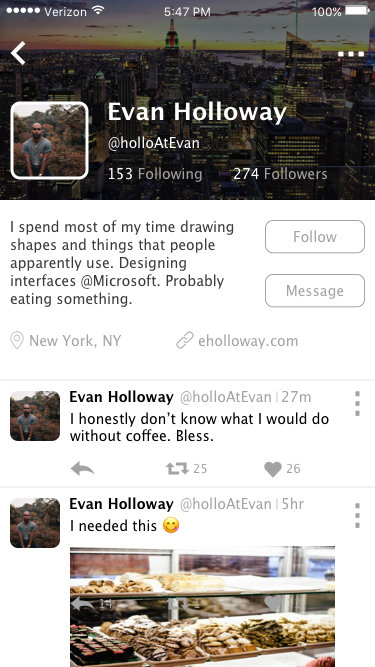 Verizon 5:47 PM 100%
Evan Holloway
@holloAtEvan
153 Following 274 Followers
I spend most of my time drawing
shapes and things that people
apparently use. Designing
interfaces @Microsoft. Probably
eating something.
Follow
Message
New York, NY eholloway.com
Evan Holloway @holloAtEvan | 27m
I honestly don’t know what I would do
without coffee. Bless.
25 26
Evan Holloway @holloAtEvan | 5hr
I needed this 😋
14